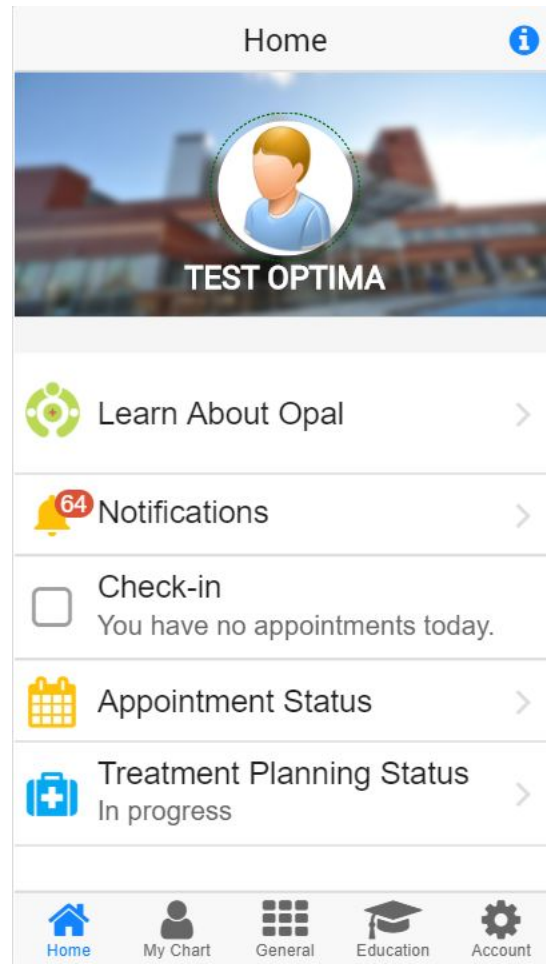 Home
TEST OPTIMA
Learn About Opal
64
Notifications
Check-in
You have no appointments today.
Appointment Status
Treatment Planning Status
In progress
Home
My Chart
General
Education
Account